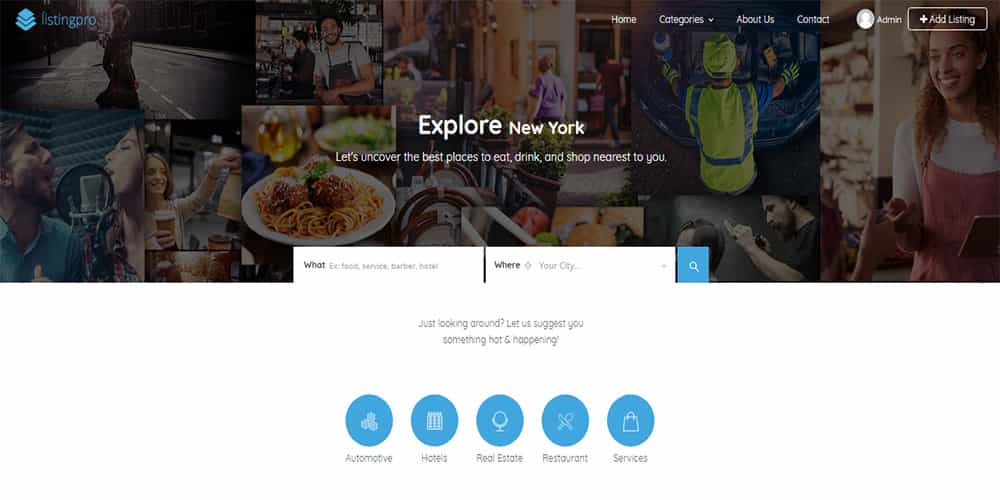 listingpro
Home Categories About Us Contact Admin Add Listing
Explore New York
Let's uncover the best places to eat, drink, and shop nearest to you.
What Ex: food, service, barber, hotel
Where Your City...
Just looking around? Let us suggest you
something hot & happening!
Automotive Hotels Real Estate Restaurant Services